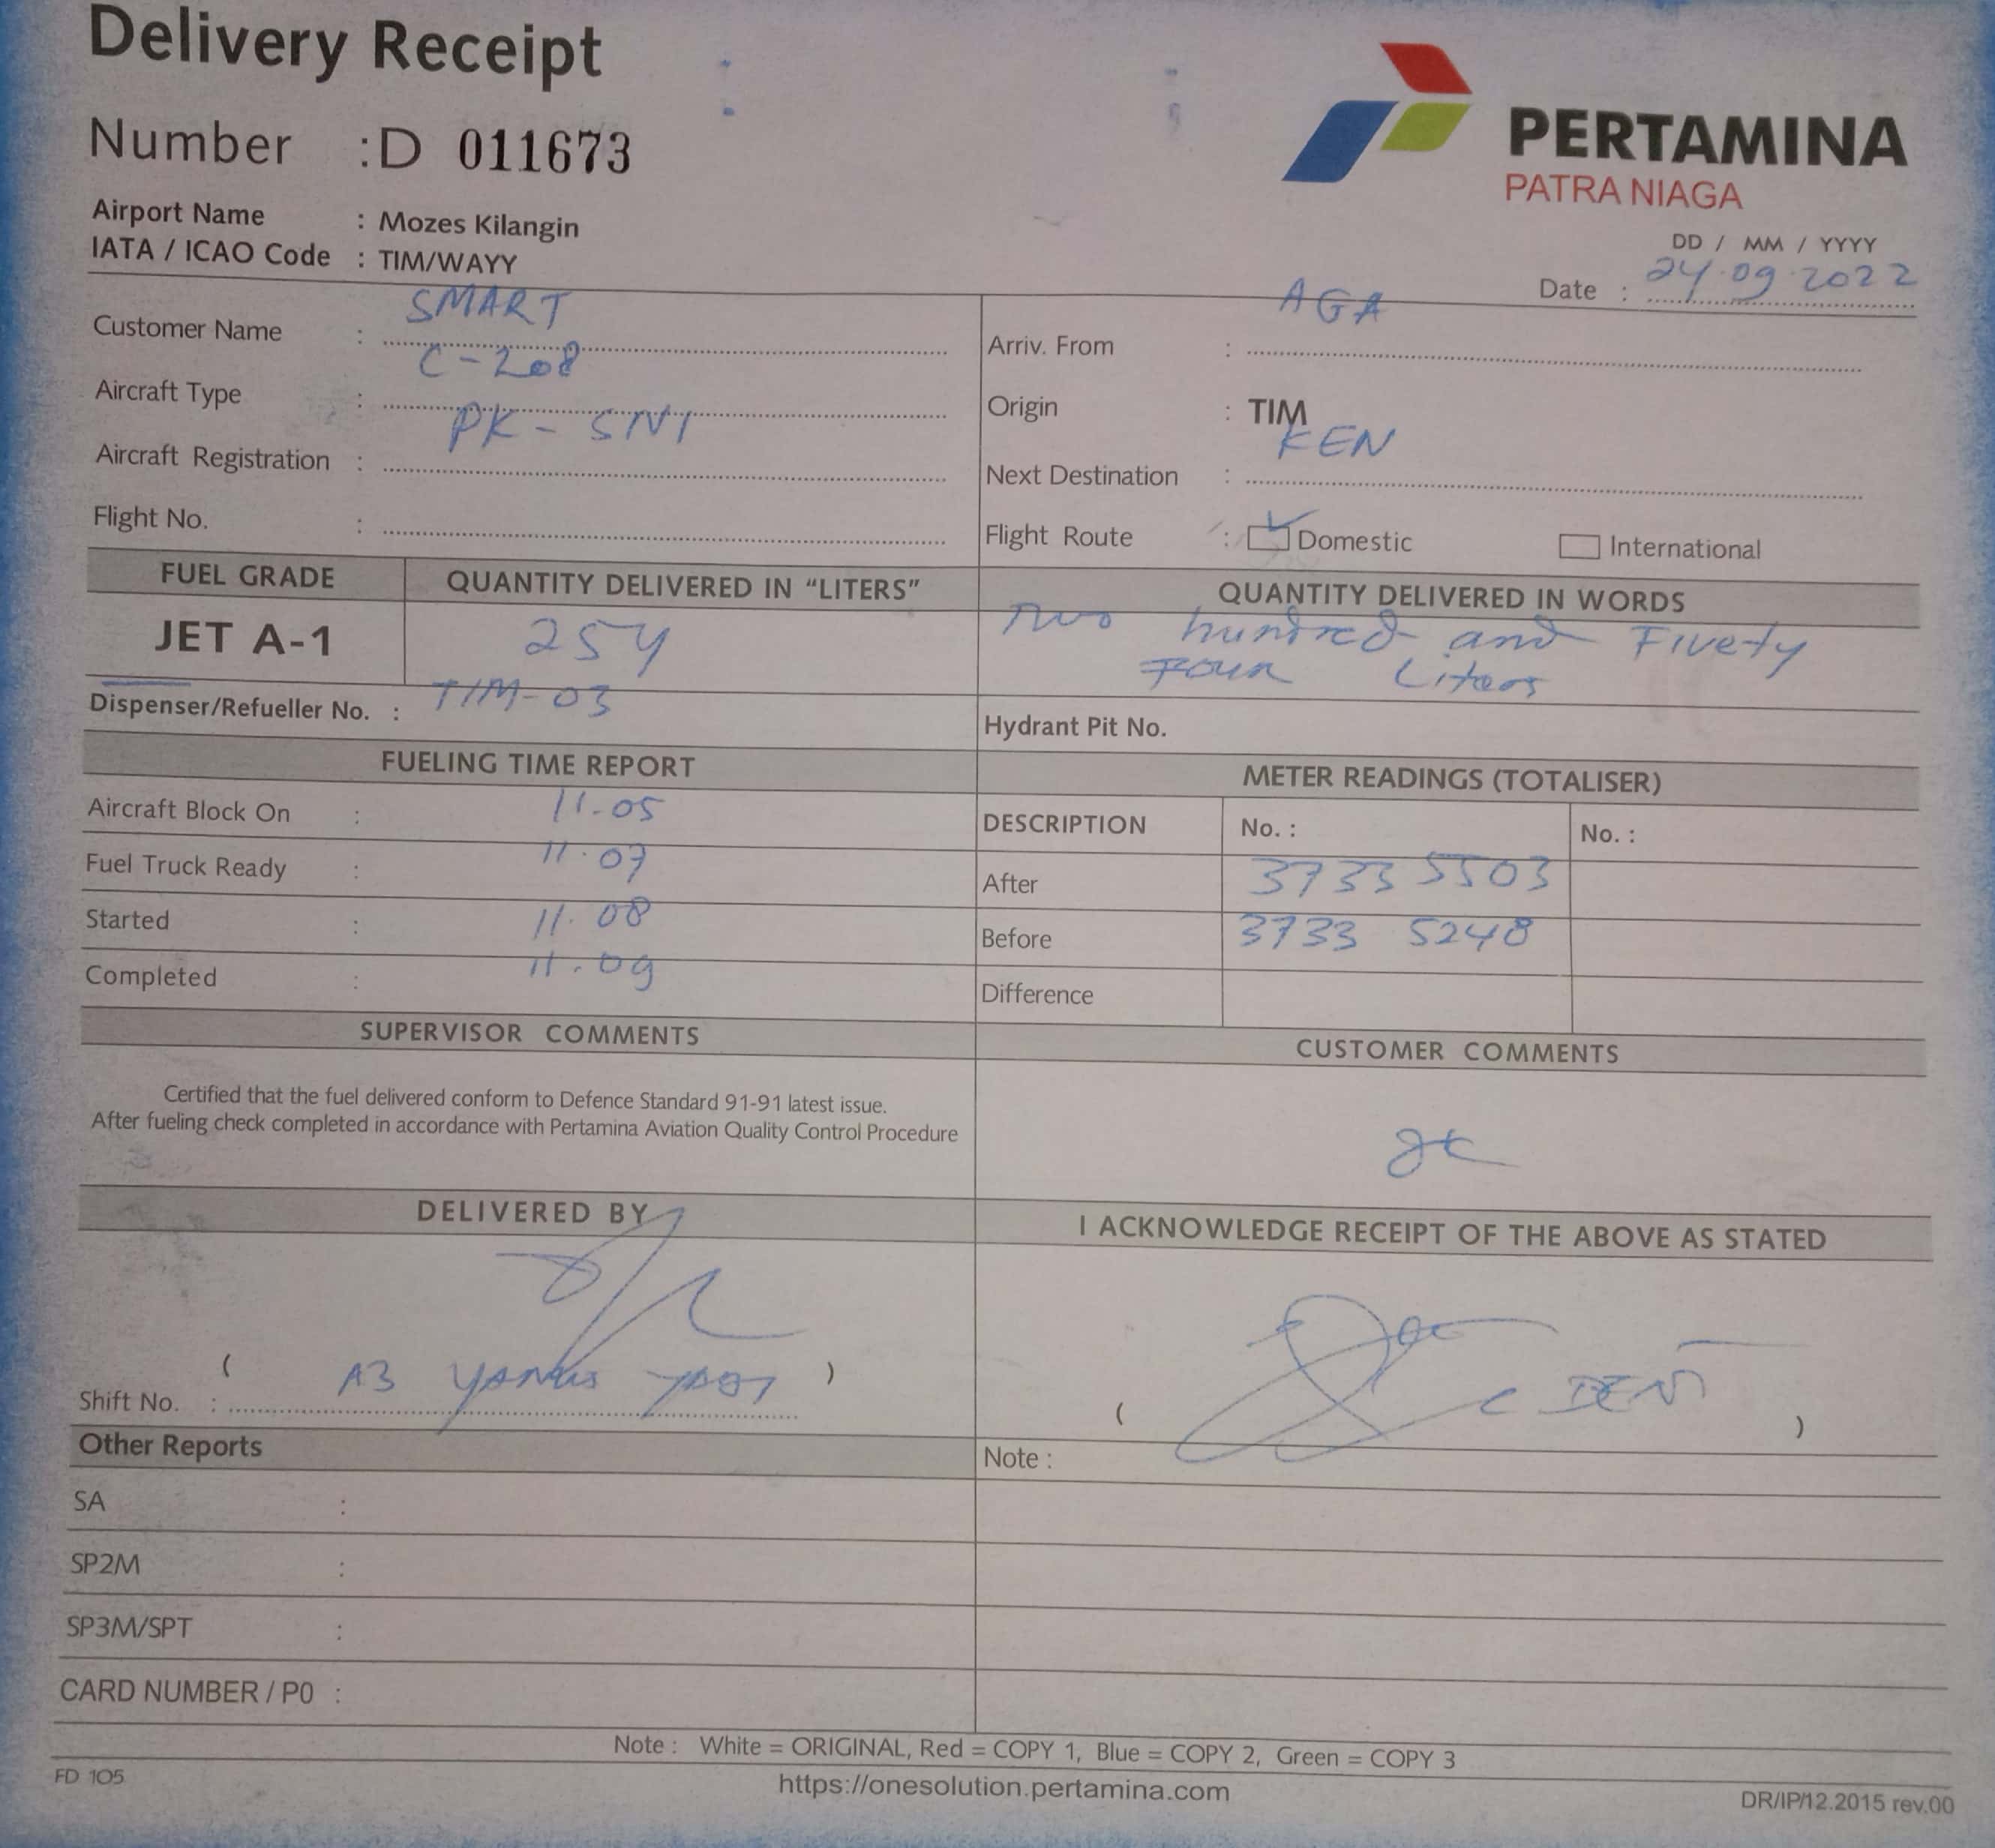 Delivery Receipt
Number : D 011673
PERTAMINA
PATRA NIAGA
Airport Name : Mozes Kilangin
IATA / ICAO Code : TIM/WAYY
DD / MM / YYYY
Date : 24.09.2022
Customer Name : SMART
Aircraft Type : C-208
Aircraft Registration : PK-SN1
Flight No. :
Arriv. From : AGA
Origin : TIM
Next Destination : KEN
Flight Route : Domestic International
FUEL GRADE QUANTITY DELIVERED IN “LITERS” QUANTITY DELIVERED IN WORDS
JET A-1 254 Two hundred and Fivety
Four Liters
Dispenser/Refueller No. : TIM-03
Hydrant Pit No.
FUELING TIME REPORT
Aircraft Block On : 11.05
Fuel Truck Ready : 11.07
Started : 11.08
Completed : 11.09
METER READINGS (TOTALISER)
DESCRIPTION No. : No. :
After 3733 5503
Before 3733 5248
Difference
SUPERVISOR COMMENTS
Certified that the fuel delivered conform to Defence Standard 91-91 latest issue.
After fueling check completed in accordance with Pertamina Aviation Quality Control Procedure
CUSTOMER COMMENTS
DELIVERED BY
( A3 )
Shift No. :
I ACKNOWLEDGE RECEIPT OF THE ABOVE AS STATED
( )
Other Reports
SA :
SP2M :
SP3M/SPT :
CARD NUMBER / P0 :
Note :
Note : White = ORIGINAL, Red = COPY 1, Blue = COPY 2, Green = COPY 3
FD 105
https://onesolution.pertamina.com
DR/IP/12.2015 rev.00